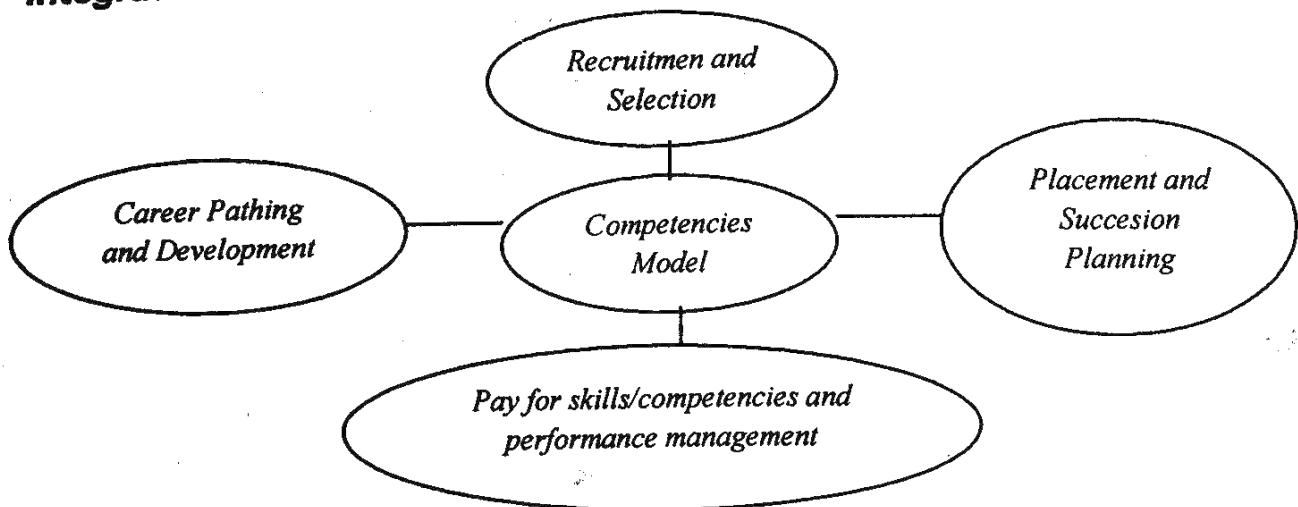 Recruitmen and
Selection
Career Pathing
and Development
Competencies
Model
Placement and
Succesion
Planning
Pay for skills/competencies and
performance management